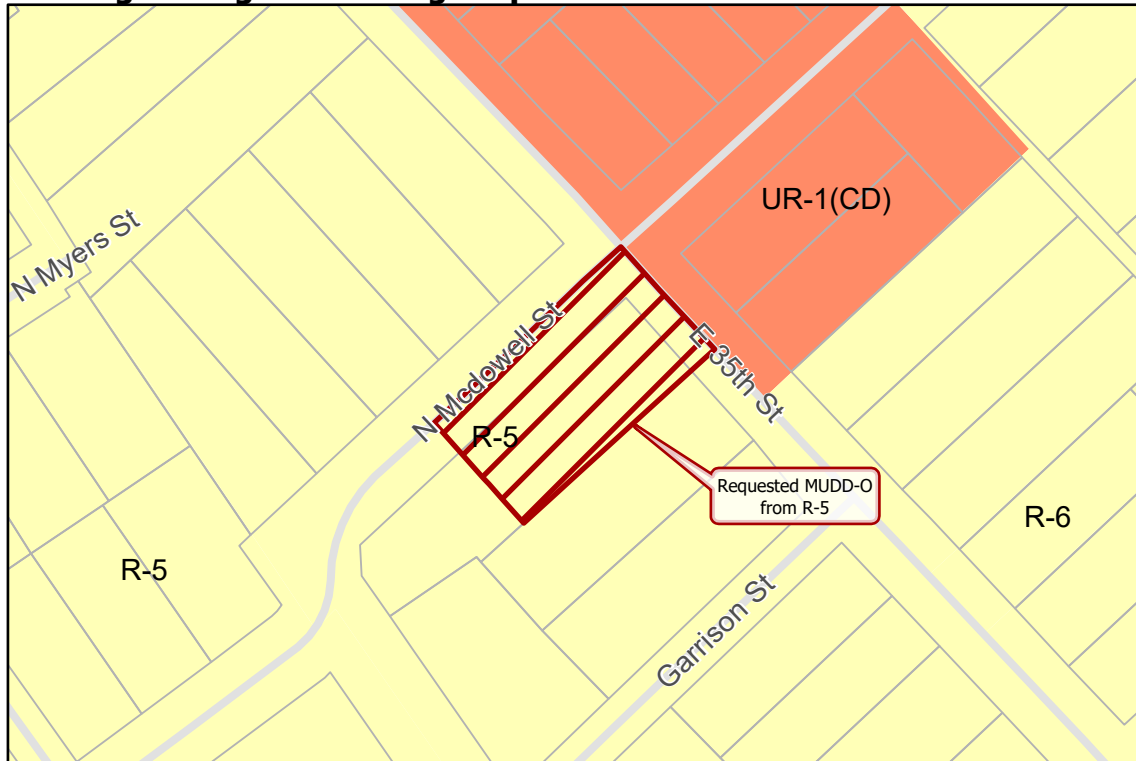 UR-1(CD)
N Myers St
N Mcdowell St
E 35th St
R-5
Requested MUDD-O
from R-5
R-6
R-5
Garrison St